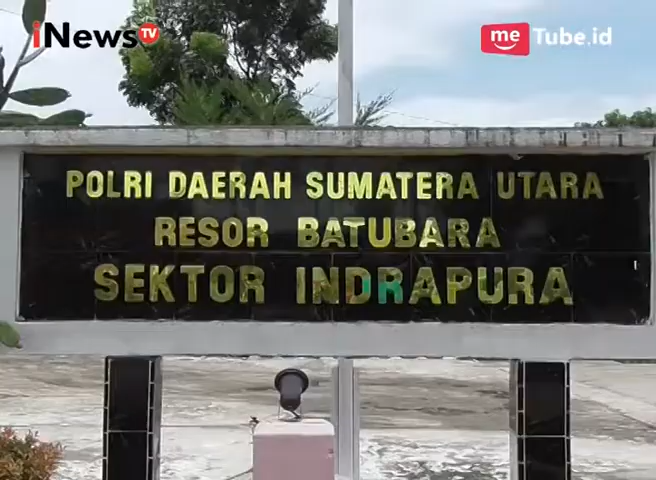 iNews TV
me Tube.id
POLRI DAERAH SUMATERA UTARA
RESOR BATUBARA
SEKTOR INDRAPURA